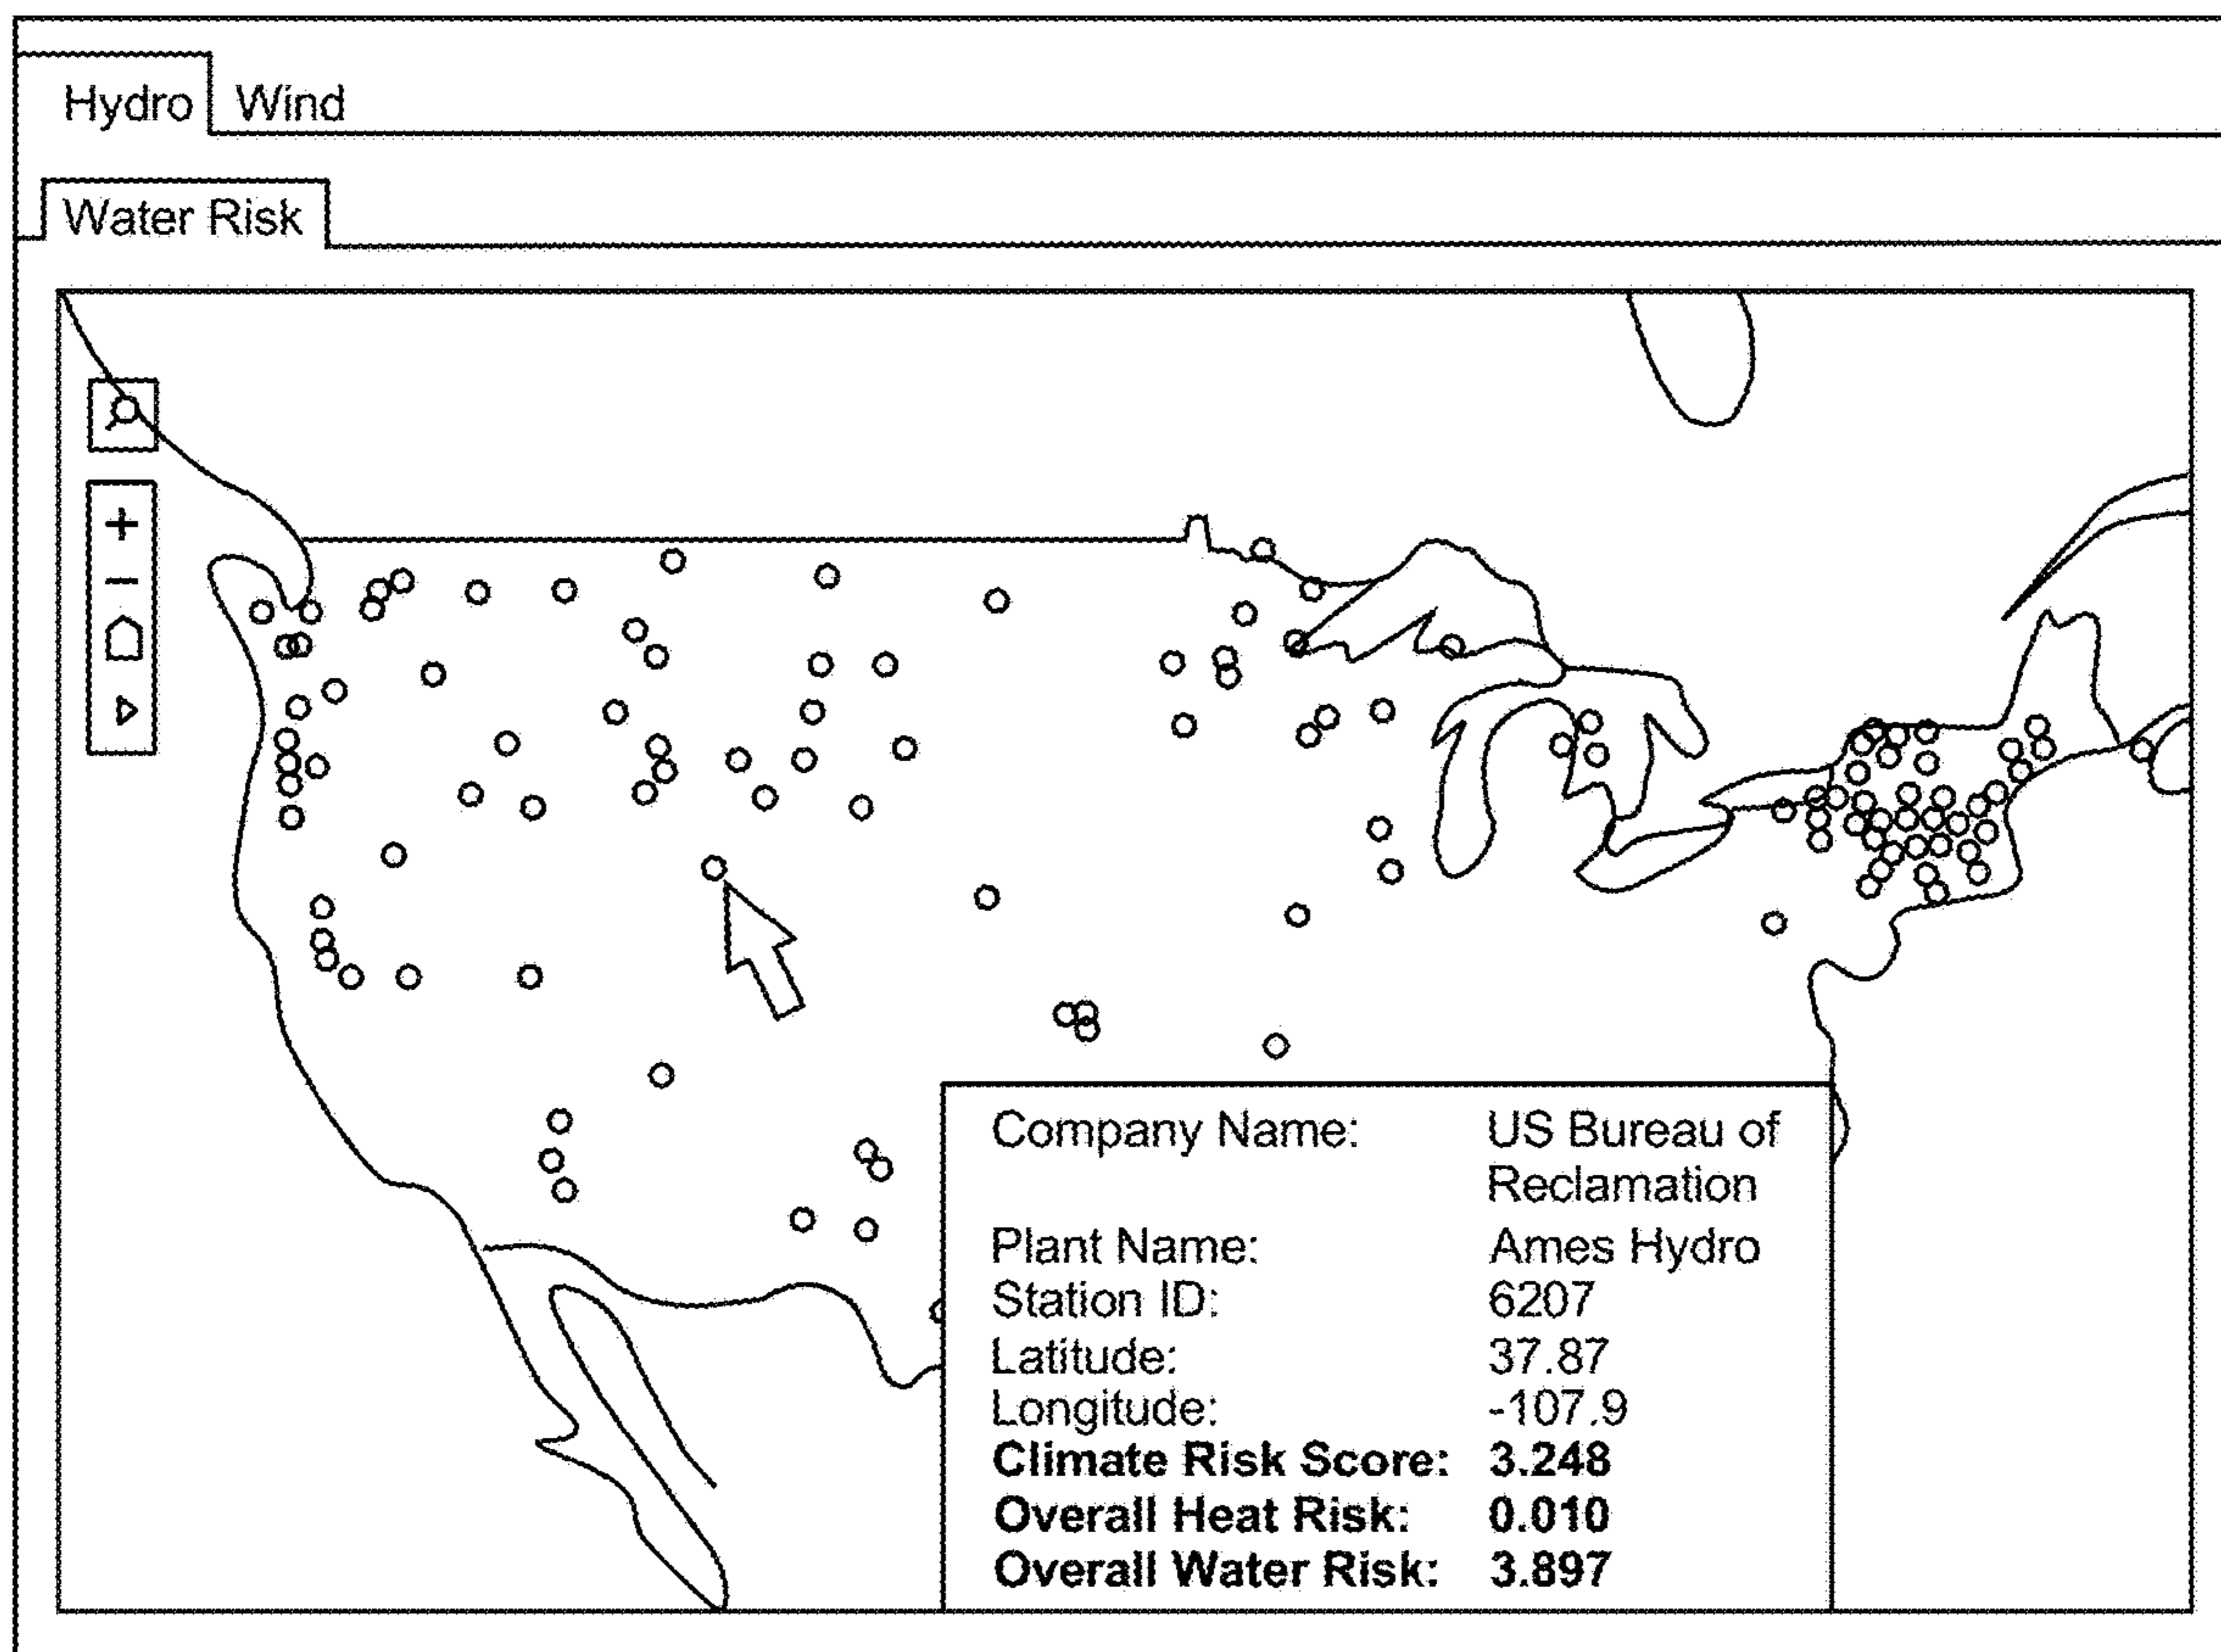 Hydro Wind
Water Risk
+
−
Company Name: US Bureau of
Reclamation
Plant Name: Ames Hydro
Station ID: 6207
Latitude: 37.87
Longitude: -107.9
Climate Risk Score: 3.248
Overall Heat Risk: 0.010
Overall Water Risk: 3.897